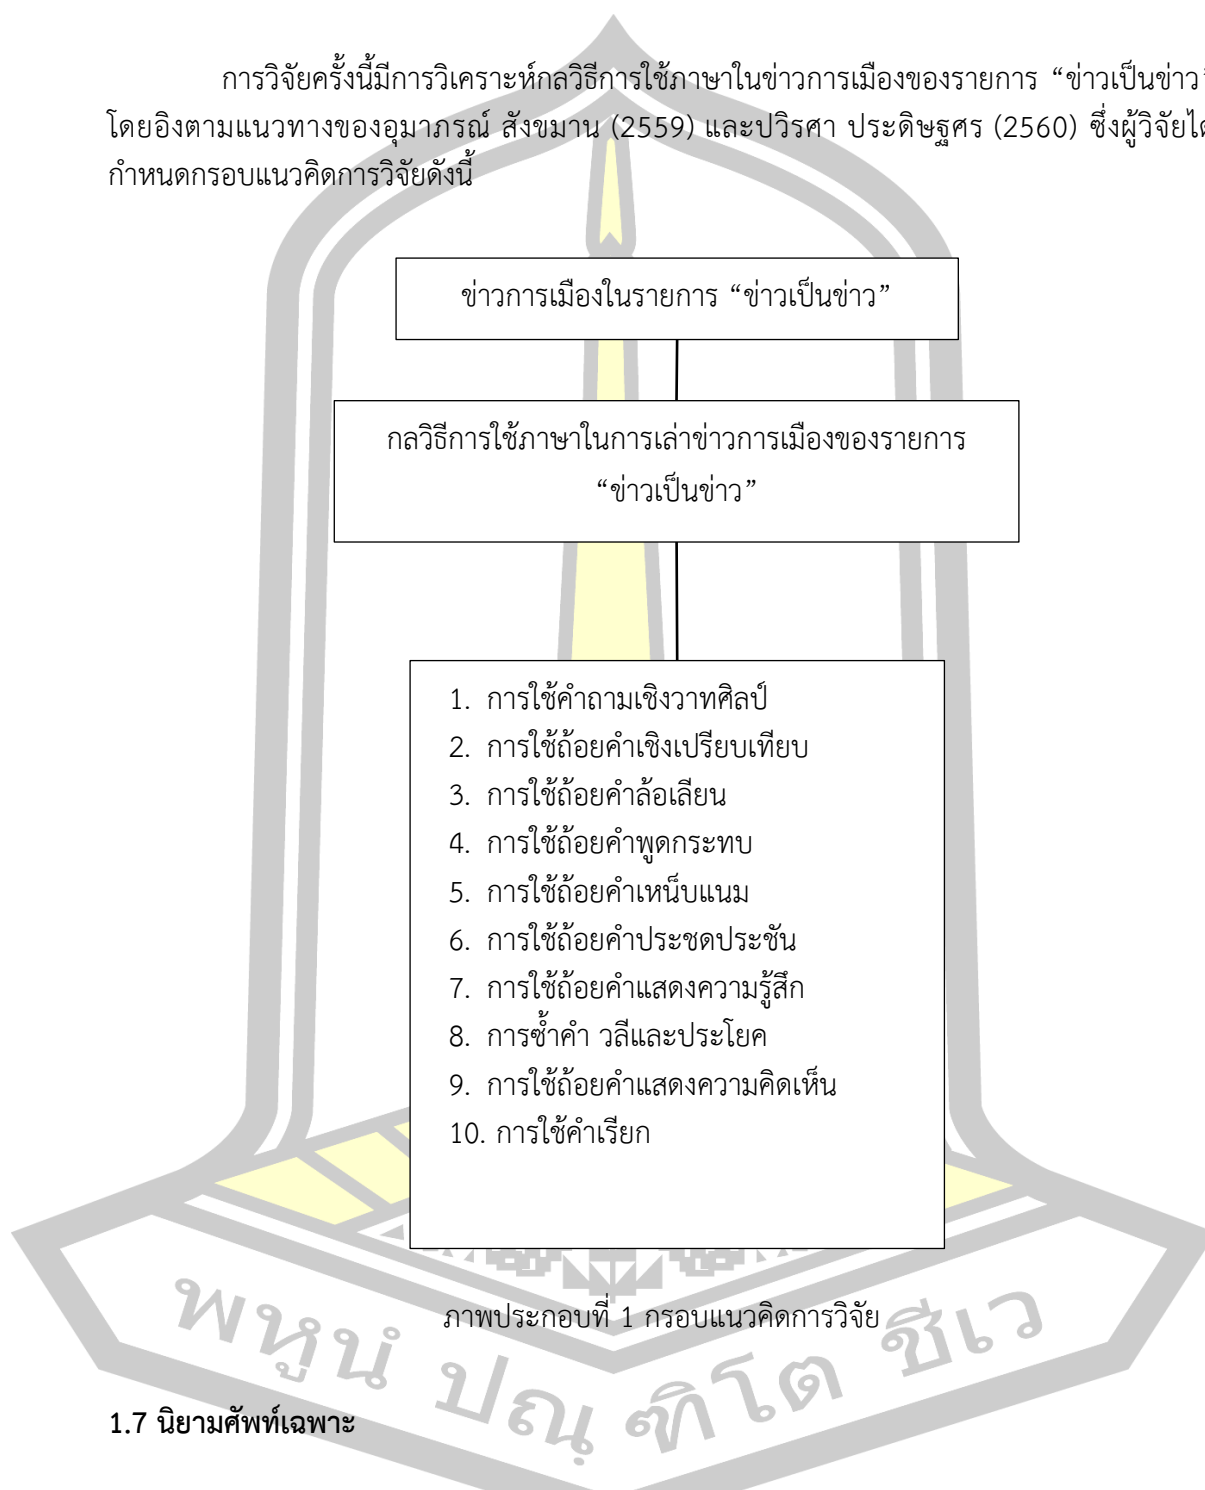 การวิจัยครั้งนี้มีการวิเคราะห์กลวิธีการใช้ภาษาในข่าวการเมืองของรายการ “ข่าวเป็นข่าว”
โดยอิงตามแนวทางของอุมาภรณ์ สังขมาน (2559) และปวิรศา ประดิษฐศร (2560) ซึ่งผู้วิจัยได้
กำหนดกรอบแนวคิดการวิจัยดังนี้
ข่าวการเมืองในรายการ “ข่าวเป็นข่าว”
กลวิธีการใช้ภาษาในการเล่าข่าวการเมืองของรายการ
“ข่าวเป็นข่าว”
1. การใช้คำถามเชิงวาทศิลป์
2. การใช้ถ้อยคำเชิงเปรียบเทียบ
3. การใช้ถ้อยคำล้อเลียน
4. การใช้ถ้อยคำพูดกระทบ
5. การใช้ถ้อยคำเหน็บแนม
6. การใช้ถ้อยคำประชดประชัน
7. การใช้ถ้อยคำแสดงความรู้สึก
8. การซ้ำคำ วลีและประโยค
9. การใช้ถ้อยคำแสดงความคิดเห็น
10. การใช้คำเรียก
ภาพประกอบที่ 1 กรอบแนวคิดการวิจัย
พหูนํ ปณฺฑิโต ชีเว
1.7 นิยามศัพท์เฉพาะ